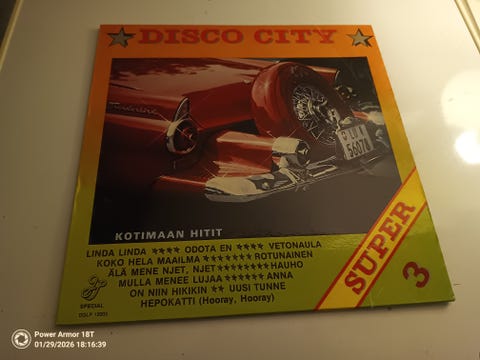 DISCO CITY
KOTIMAAN HITIT
LINDA LINDA **** ODOTA EN **** VETONAULA
KOKO HELA MAAILMA ******** ROTUNAINEN
ÄLÄ MENE NJET, NJET ******** HAUHO
MULLA MENEE LUJAA ******** ANNA
ON NIIN HIKIKIN ** UUSI TUNNE
HEPOKATTI (Hooray, Hooray)
SUPER
3
SPECIAL
Power Armor 18T
01/29/2026 18:16:39